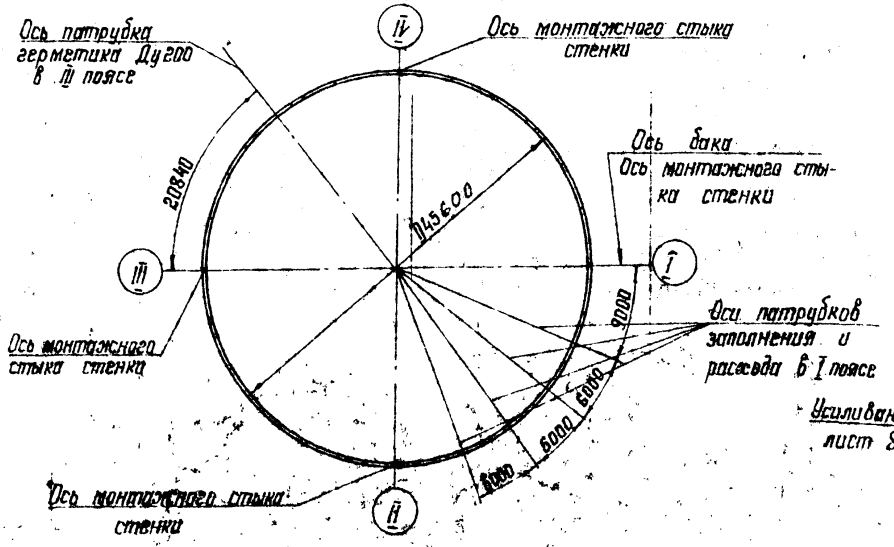 Ось патрубка
герметика Ду200
в III поясе
IV
Ось монтажного стыка
стенки
Ось бака
Ось монтажного сты-
ка стенки
20840
D45600
III
I
9000
Оси патрубков
заполнения и
расхода в I поясе
Ось монтажного
стыка стенки
6000
6000
6000
лист
Ось монтажного стыка
стенки
II